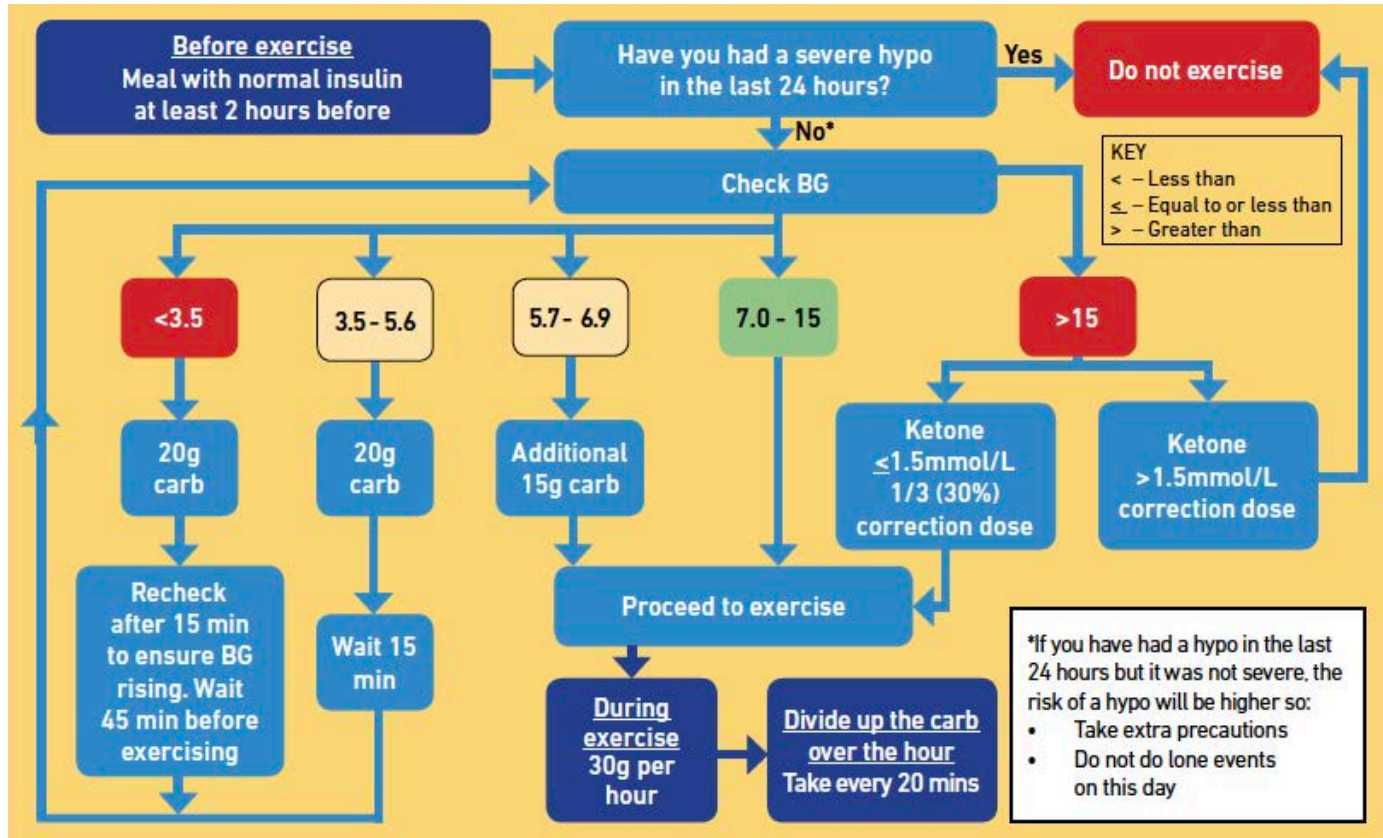 Before exercise
Meal with normal insulin
at least 2 hours before
Have you had a severe hypo
in the last 24 hours?
Yes
Do not exercise
No*
KEY
< – Less than
≤ – Equal to or less than
> – Greater than
Check BG
<3.5
3.5 - 5.6
5.7 - 6.9
7.0 - 15
>15
20g
carb
20g
carb
Additional
15g carb
Ketone
≤1.5mmol/L
1/3 (30%)
correction dose
Ketone
>1.5mmol/L
correction dose
Recheck
after 15 min
to ensure BG
rising. Wait
45 min before
exercising
Wait 15
min
Proceed to exercise
During
exercise
30g per
hour
Divide up the carb
over the hour
Take every 20 mins
*If you have had a hypo in the last
24 hours but it was not severe, the
risk of a hypo will be higher so:
• Take extra precautions
• Do not do lone events
on this day